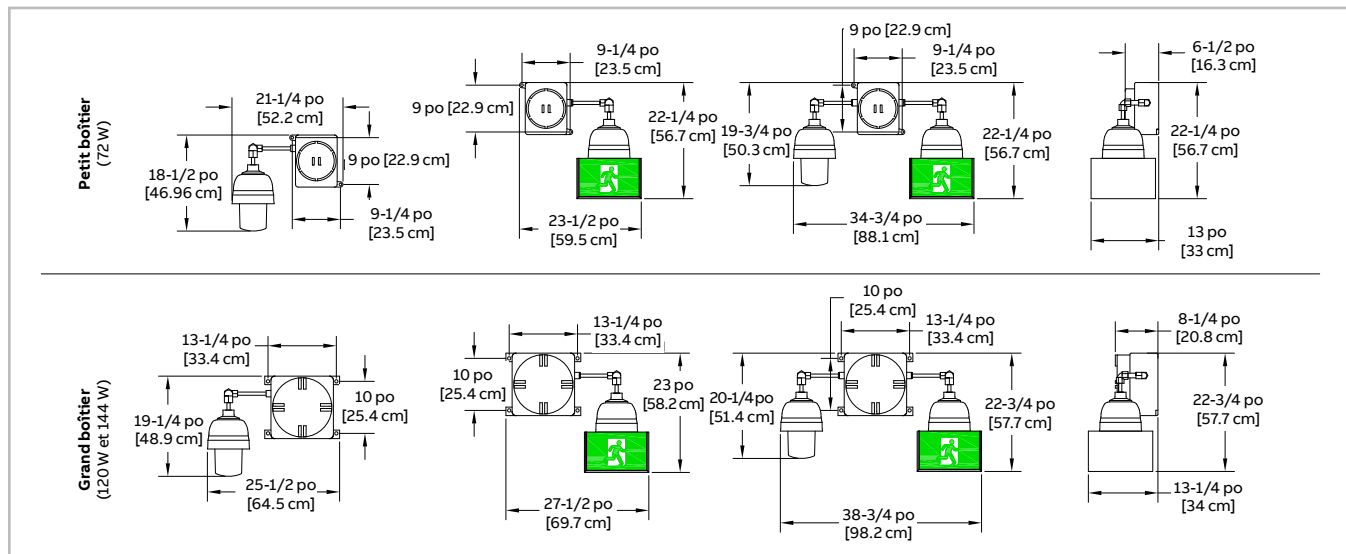 Petit boîtier
(72 W)
21-1/4 po
[52.2 cm]
9 po [22.9 cm]
18-1/2 po
[46.96 cm]
9-1/4 po
[23.5 cm]
9-1/4 po
[23.5 cm]
9 po [22.9 cm]
22-1/4 po
[56.7 cm]
23-1/2 po
[59.5 cm]
9 po [22.9 cm]
9-1/4 po
[23.5 cm]
19-3/4 po
[50.3 cm]
22-1/4 po
[56.7 cm]
34-3/4 po
[88.1 cm]
6-1/2 po
[16.3 cm]
22-1/4 po
[56.7 cm]
13 po
[33 cm]
Grand boîtier
(120 W et 144 W)
13-1/4 po
[33.4 cm]
10 po
[25.4 cm]
19-1/4 po
[48.9 cm]
25-1/2 po
[64.5 cm]
13-1/4 po
[33.4 cm]
10 po
[25.4 cm]
23 po
[58.2 cm]
27-1/2 po
[69.7 cm]
10 po
[25.4 cm]
13-1/4 po
[33.4 cm]
20-1/4po
[51.4 cm]
22-3/4 po
[57.7 cm]
38-3/4 po
[98.2 cm]
8-1/4 po
[20.8 cm]
22-3/4 po
[57.7 cm]
13-1/4 po
[34 cm]